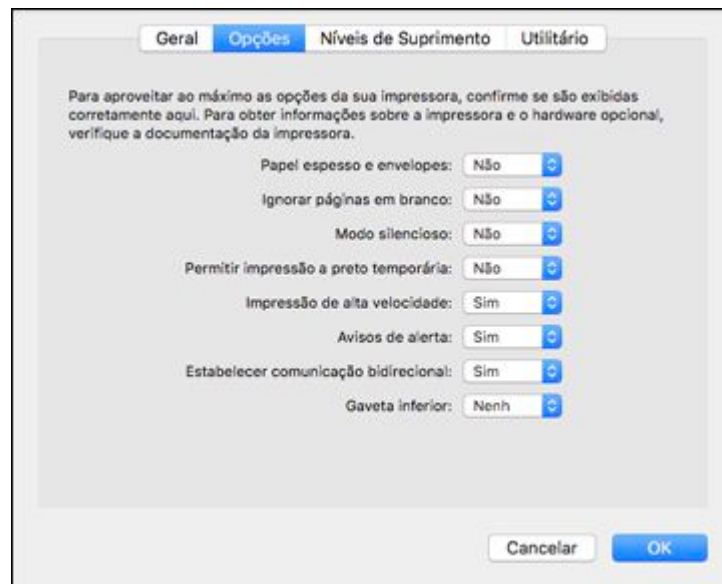 Geral Opções Níveis de Suprimento Utilitário
Para aproveitar ao máximo as opções da sua impressora, confirme se são exibidas
corretamente aqui. Para obter informações sobre a impressora e o hardware opcional,
verifique a documentação da impressora.
Papel espesso e envelopes: Não
Ignorar páginas em branco: Não
Modo silencioso: Não
Permitir impressão a preto temporária: Não
Impressão de alta velocidade: Sim
Avisos de alerta: Sim
Estabelecer comunicação bidirecional: Sim
Gaveta inferior: Nenh
Cancelar OK